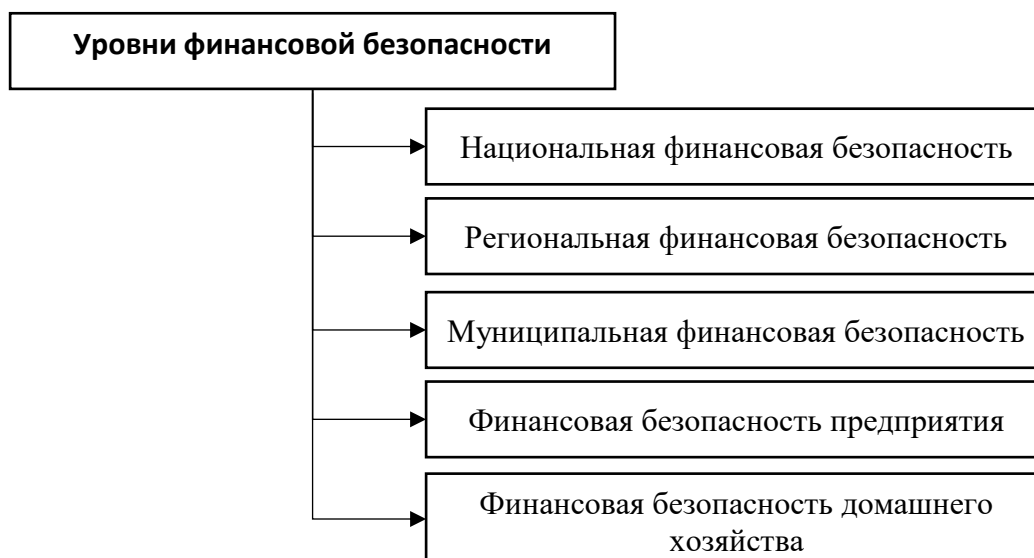 Уровни финансовой безопасности
Национальная финансовая безопасность
Региональная финансовая безопасность
Муниципальная финансовая безопасность
Финансовая безопасность предприятия
Финансовая безопасность домашнего
хозяйства